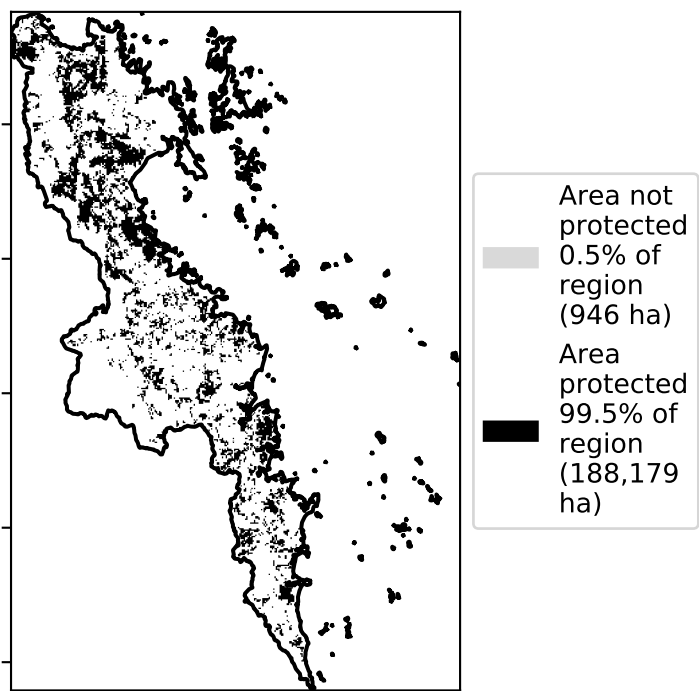 Area not
protected
0.5% of
region
(946 ha)
Area
protected
99.5% of
region
(188,179
ha)